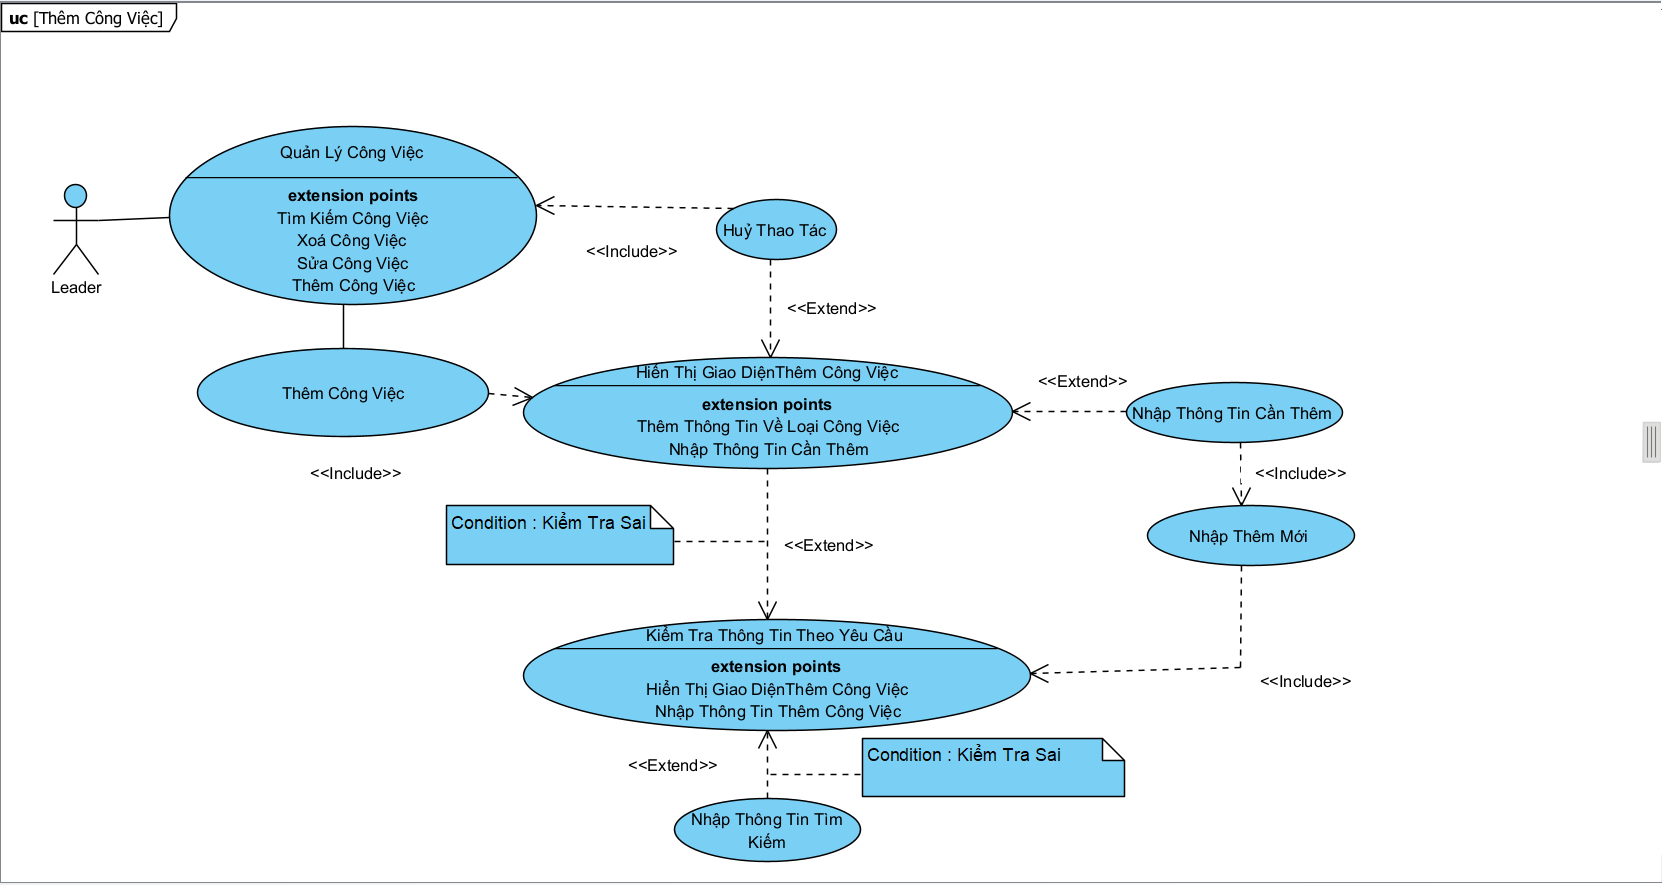 uc [Thêm Công Việc]
Quản Lý Công Việc
extension points
Tìm Kiếm Công Việc
Xoá Công Việc
Sửa Công Việc
Thêm Công Việc
Leader
<<Include>>
Huỷ Thao Tác
<<Extend>>
Thêm Công Việc
<<Include>>
Hiển Thị Giao DiệnThêm Công Việc
extension points
Thêm Thông Tin Về Loại Công Việc
Nhập Thông Tin Cần Thêm
<<Extend>>
Nhập Thông Tin Cần Thêm
<<Include>>
Nhập Thêm Mới
Condition : Kiểm Tra Sai
<<Extend>>
Kiểm Tra Thông Tin Theo Yêu Cầu
extension points
Hiển Thị Giao DiệnThêm Công Việc
Nhập Thông Tin Thêm Công Việc
<<Include>>
<<Extend>>
Condition : Kiểm Tra Sai
Nhập Thông Tin Tìm
Kiếm